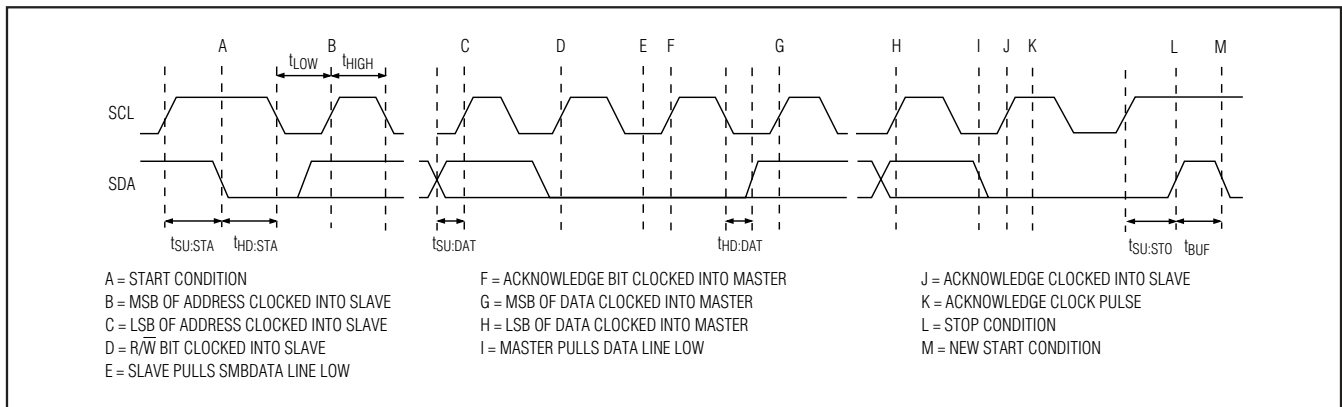 A B C D E F G H I J K L M
tLOW tHIGH
SCL
SDA
tSU:STA tHD:STA tSU:DAT tHD:DAT tSU:STO tBUF
A = START CONDITION
B = MSB OF ADDRESS CLOCKED INTO SLAVE
C = LSB OF ADDRESS CLOCKED INTO SLAVE
D = R/W̅ BIT CLOCKED INTO SLAVE
E = SLAVE PULLS SMBDATA LINE LOW
F = ACKNOWLEDGE BIT CLOCKED INTO MASTER
G = MSB OF DATA CLOCKED INTO MASTER
H = LSB OF DATA CLOCKED INTO MASTER
I = MASTER PULLS DATA LINE LOW
J = ACKNOWLEDGE CLOCKED INTO SLAVE
K = ACKNOWLEDGE CLOCK PULSE
L = STOP CONDITION
M = NEW START CONDITION